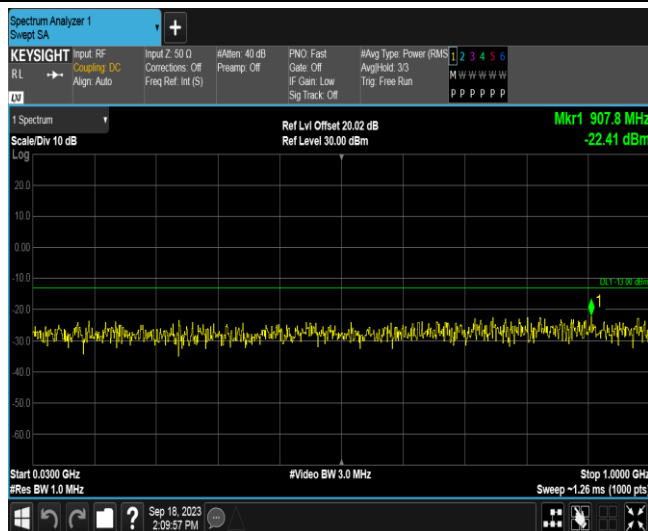 Spectrum Analyzer 1
Swept SA
+
KEYSIGHT
RL
LXI
Input: RF
Coupling: DC
Align: Auto
Input Z: 50 Ω
Corrections: Off
Freq Ref: Int (S)
#Atten: 40 dB
Preamp: Off
PNO: Fast
Gate: Off
IF Gain: Low
Sig Track: Off
#Avg Type: Power (RMS
Avg|Hold: 3/3
Trig: Free Run
1 2 3 4 5 6
M W W W W W
P P P P P P
1 Spectrum
Scale/Div 10 dB
Log
Ref Lvl Offset 20.02 dB
Ref Level 30.00 dBm
Mkr1 907.8 MHz
-22.41 dBm
20.0
10.0
0.00
-10.0
-20.0
-30.0
-40.0
-50.0
-60.0
DL1 -13.00 dBm
1
Start 0.0300 GHz
#Res BW 1.0 MHz
#Video BW 3.0 MHz
Stop 1.0000 GHz
Sweep ~1.26 ms (1000 pts)
?
Sep 18, 2023
2:09:57 PM